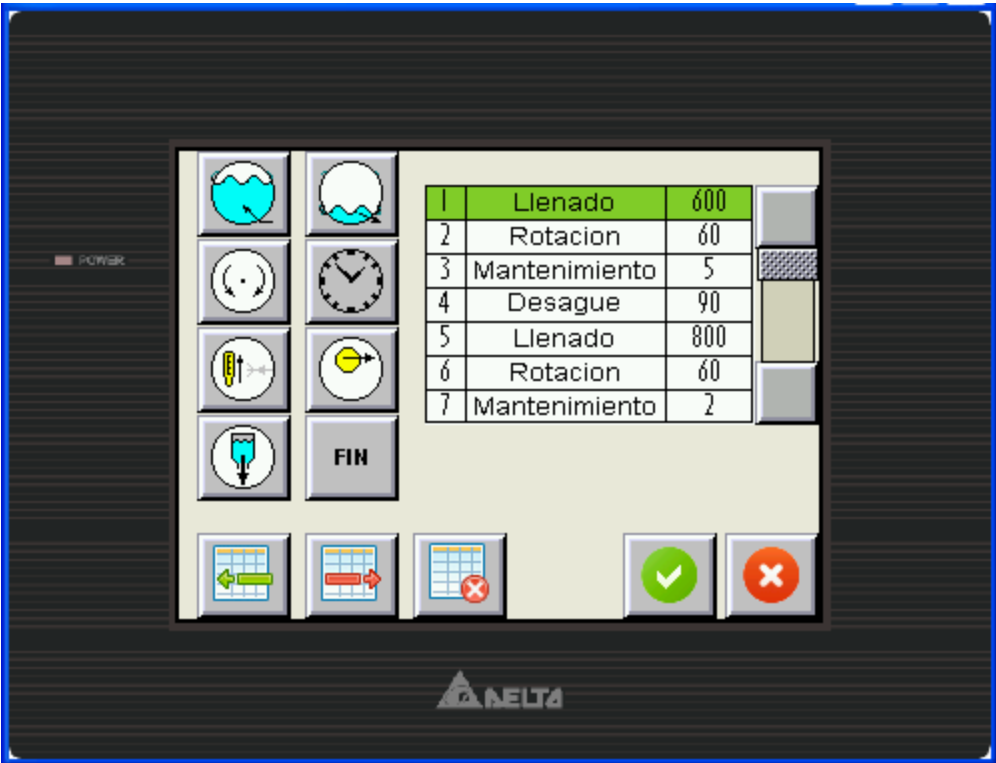 1 Llenado 600
2 Rotacion 60
POWER
3 Mantenimiento 5
4 Desague 90
5 Llenado 800
6 Rotacion 60
7 Mantenimiento 2
FIN
DELTA